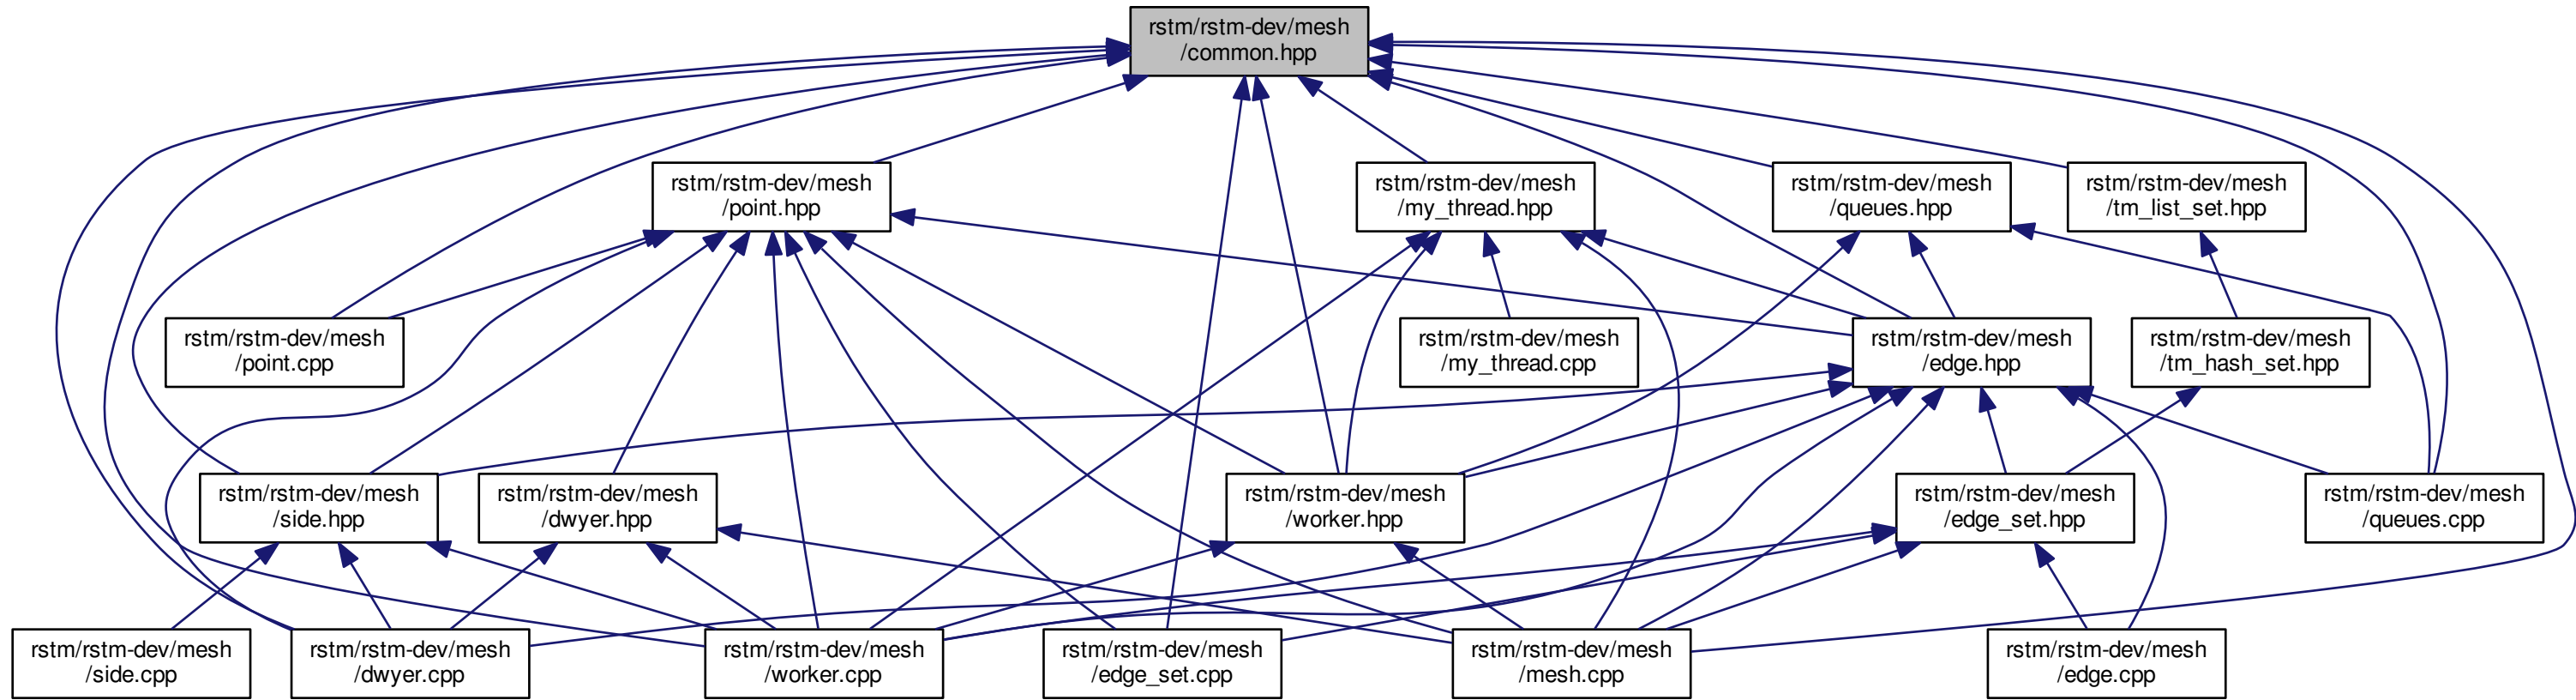 rstm/rstm-dev/mesh
/common.hpp
rstm/rstm-dev/mesh
/point.hpp
rstm/rstm-dev/mesh
/my_thread.hpp
rstm/rstm-dev/mesh
/queues.hpp
rstm/rstm-dev/mesh
/tm_list_set.hpp
rstm/rstm-dev/mesh
/point.cpp
rstm/rstm-dev/mesh
/my_thread.cpp
rstm/rstm-dev/mesh
/edge.hpp
rstm/rstm-dev/mesh
/tm_hash_set.hpp
rstm/rstm-dev/mesh
/side.hpp
rstm/rstm-dev/mesh
/dwyer.hpp
rstm/rstm-dev/mesh
/worker.hpp
rstm/rstm-dev/mesh
/edge_set.hpp
rstm/rstm-dev/mesh
/queues.cpp
rstm/rstm-dev/mesh
/side.cpp
rstm/rstm-dev/mesh
/dwyer.cpp
rstm/rstm-dev/mesh
/worker.cpp
rstm/rstm-dev/mesh
/edge_set.cpp
rstm/rstm-dev/mesh
/mesh.cpp
rstm/rstm-dev/mesh
/edge.cpp